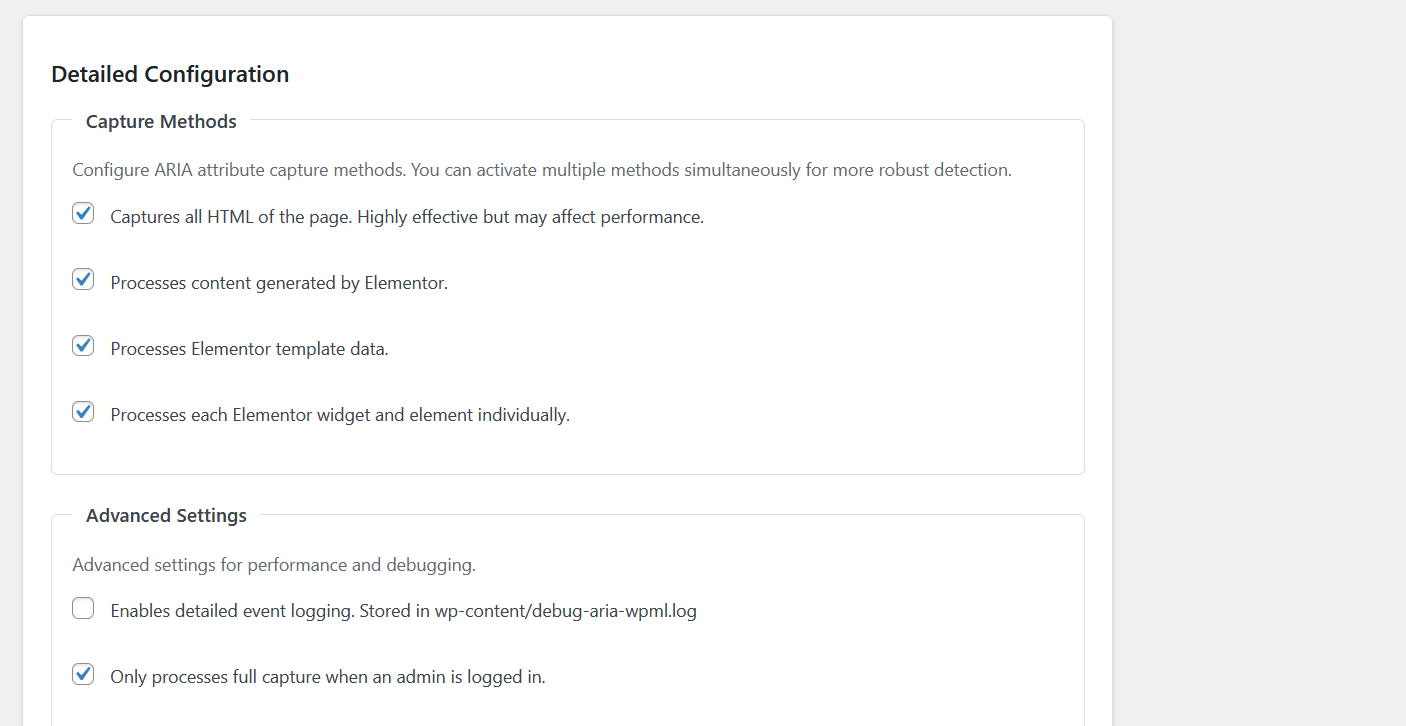 Detailed Configuration
Capture Methods
Configure ARIA attribute capture methods. You can activate multiple methods simultaneously for more robust detection.
Captures all HTML of the page. Highly effective but may affect performance.
Processes content generated by Elementor.
Processes Elementor template data.
Processes each Elementor widget and element individually.
Advanced Settings
Advanced settings for performance and debugging.
Enables detailed event logging. Stored in wp-content/debug-aria-wpml.log
Only processes full capture when an admin is logged in.